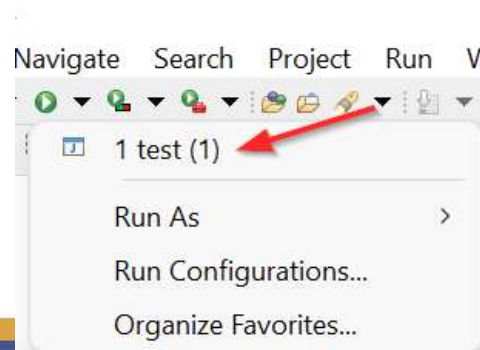 Navigate Search Project Run
1 test (1)
Run As
Run Configurations...
Organize Favorites...